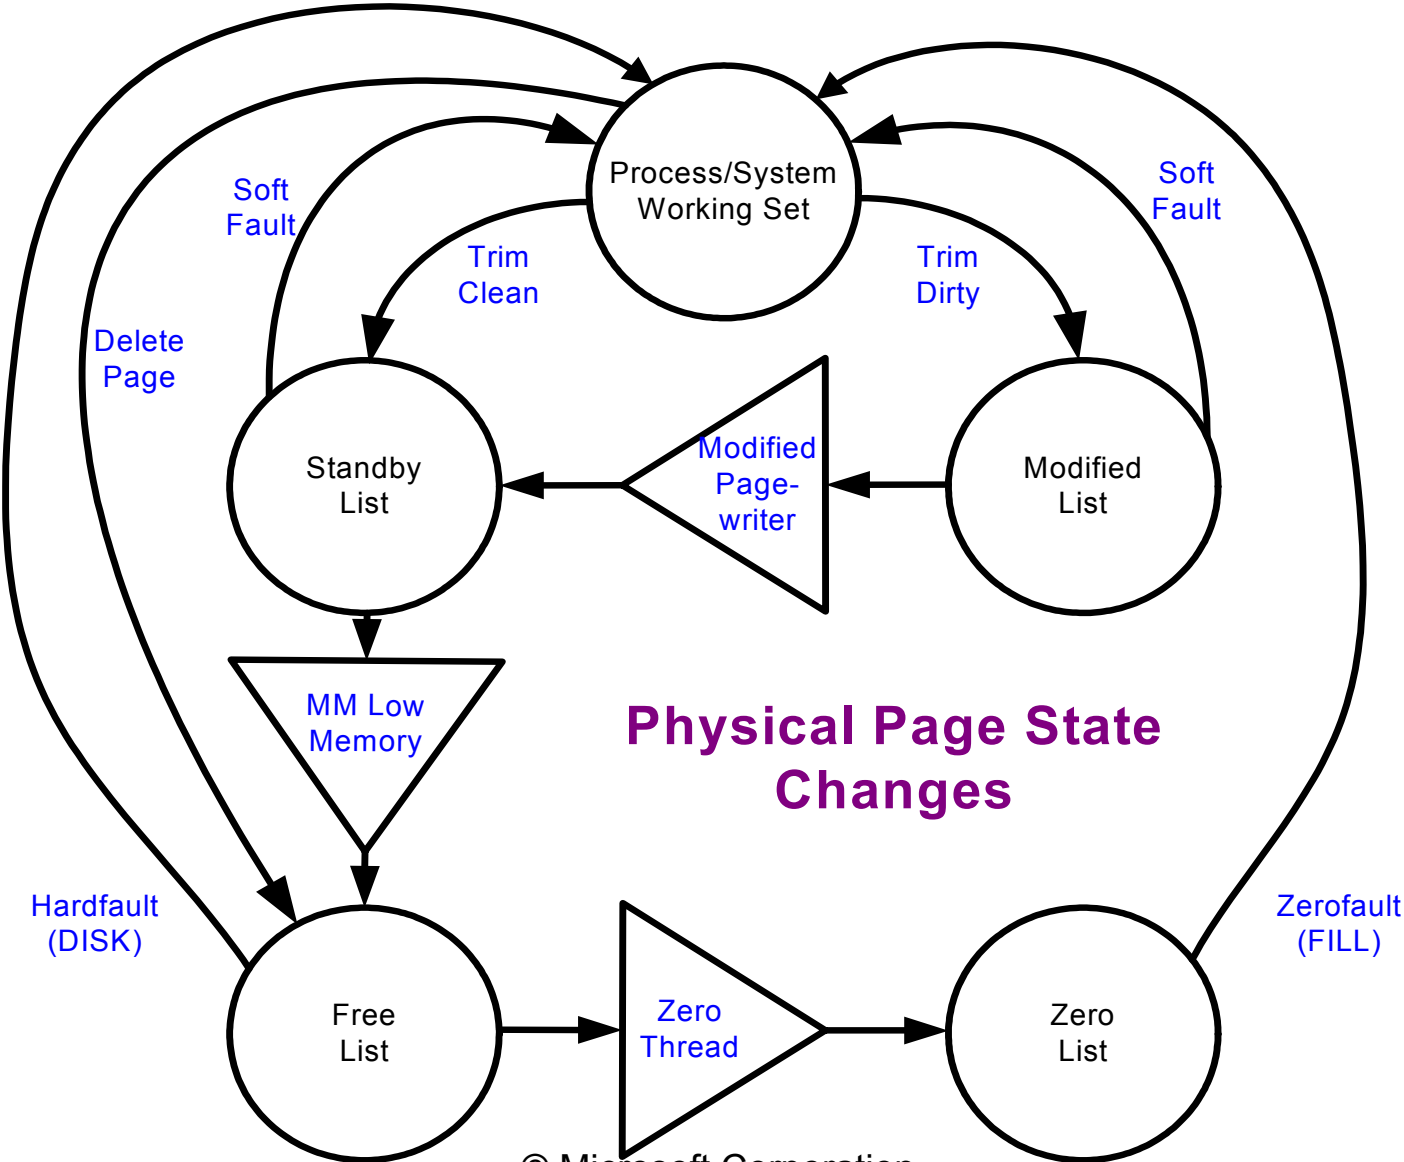 Process/System
Working Set
Soft
Fault
Soft
Fault
Trim
Clean
Trim
Dirty
Delete
Page
Standby
List
Modified
Page-
writer
Modified
List
MM Low
Memory
Physical Page State
Changes
Hardfault
(DISK)
Zerofault
(FILL)
Free
List
Zero
Thread
Zero
List
© Microsoft Corporation